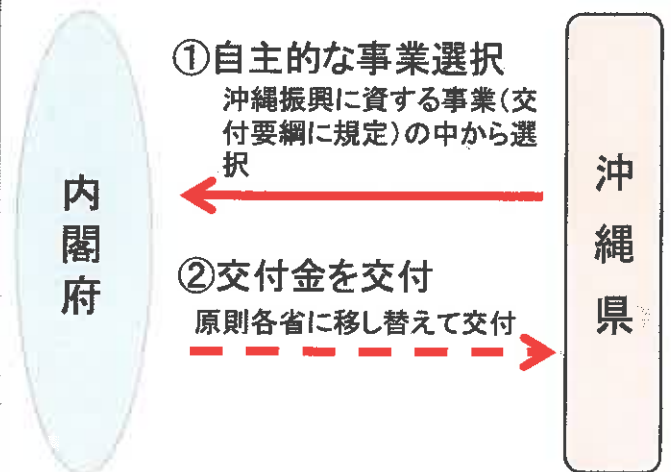 ①自主的な事業選択
沖縄振興に資する事業(交
付要綱に規定)の中から選
択
内閣府
②交付金を交付
原則各省に移し替えて交付
沖縄県